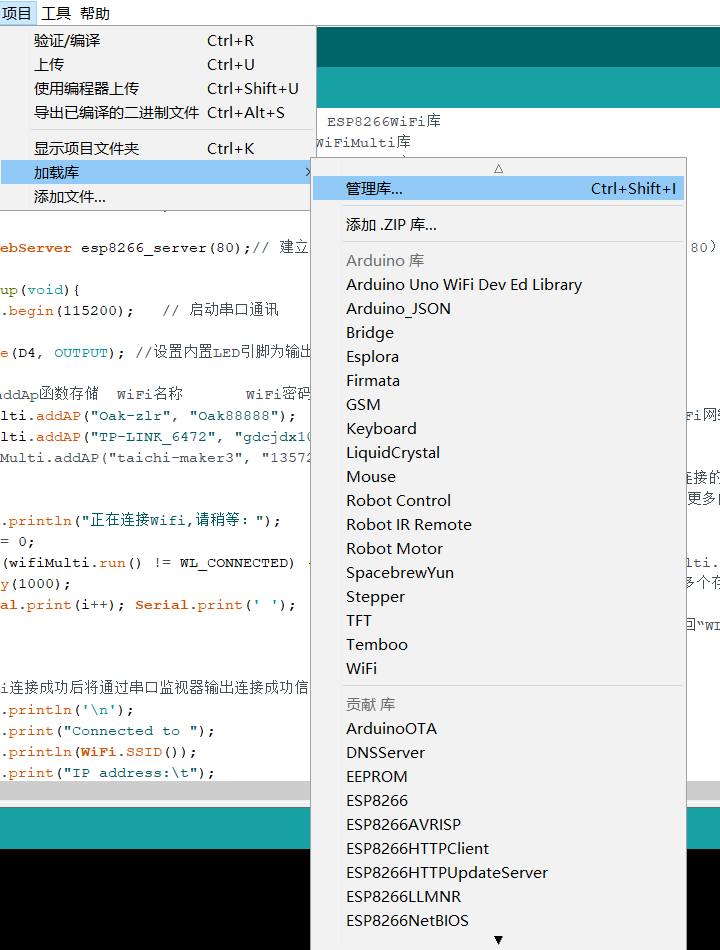 项目 工具 帮助
验证/编译 Ctrl+R
上传 Ctrl+U
使用编程器上传 Ctrl+Shift+U
导出已编译的二进制文件 Ctrl+Alt+S
显示项目文件夹 Ctrl+K
加载库
添加文件...
ESP8266WiFi库
WiFiMulti库
管理库... Ctrl+Shift+I
添加 .ZIP 库...
Arduino 库
Arduino Uno WiFi Dev Ed Library
Arduino_JSON
Bridge
Esplora
Firmata
GSM
Keyboard
LiquidCrystal
Mouse
Robot Control
Robot IR Remote
Robot Motor
SpacebrewYun
Stepper
TFT
Temboo
WiFi
贡献 库
ArduinoOTA
DNSServer
EEPROM
ESP8266
ESP8266AVRISP
ESP8266HTTPClient
ESP8266HTTPUpdateServer
ESP8266LLMNR
ESP8266NetBIOS
ebServer esp8266_server(80);// 建立 80）
up(void){
.begin(115200); // 启动串口通讯
e(D4, OUTPUT); //设置内置LED引脚为输出
addAp函数存储 WiFi名称 WiFi密码
lti.addAP("Oak-zlr", "Oak88888"); Fi网络
lti.addAP("TP-LINK_6472", "gdcjdx10
Multi.addAP("taichi-maker3", "13572
连接的
更多的
.println("正在连接Wifi,请稍等：");
= 0;
(wifiMulti.run() != WL_CONNECTED) lti.
y(1000); 多个存
al.print(i++); Serial.print(' ');
回“WI
i连接成功后将通过串口监视器输出连接成功信
.println('\n');
.print("Connected to ");
.println(WiFi.SSID());
.print("IP address:\t");